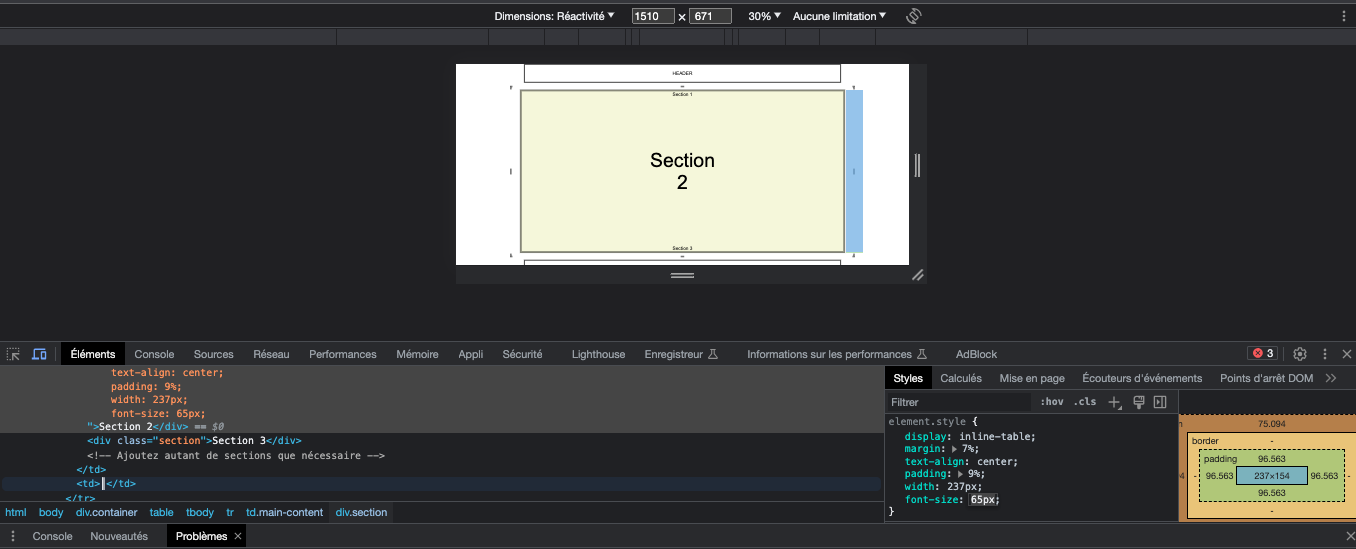 Dimensions: Réactivité ▼ 1510 × 671 30% ▼ Aucune limitation ▼
HEADER
Section 1
Section
2
Section 3
Éléments Console Sources Réseau Performances Mémoire Appli Sécurité Lighthouse Enregistreur Informations sur les performances AdBlock 3
text-align: center;
padding: 9%;
width: 237px;
font-size: 65px;
">Section 2</div> == $0
<div class="section">Section 3</div>
<!-- Ajoutez autant de sections que nécessaire -->
</td>
<td> </td>
</tr>
html body div.container table tbody tr td.main-content div.section
Styles Calculés Mise en page Écouteurs d'événements Points d'arrêt DOM
Filtrer :hov .cls
element.style {
display: inline-table;
margin: 7%;
text-align: center;
padding: 9%;
width: 237px;
font-size: 65px;
}
75.094
border -
padding 96.563
- 96.563 237×154 96.563 -
96.563
-
Console Nouveautés Problèmes